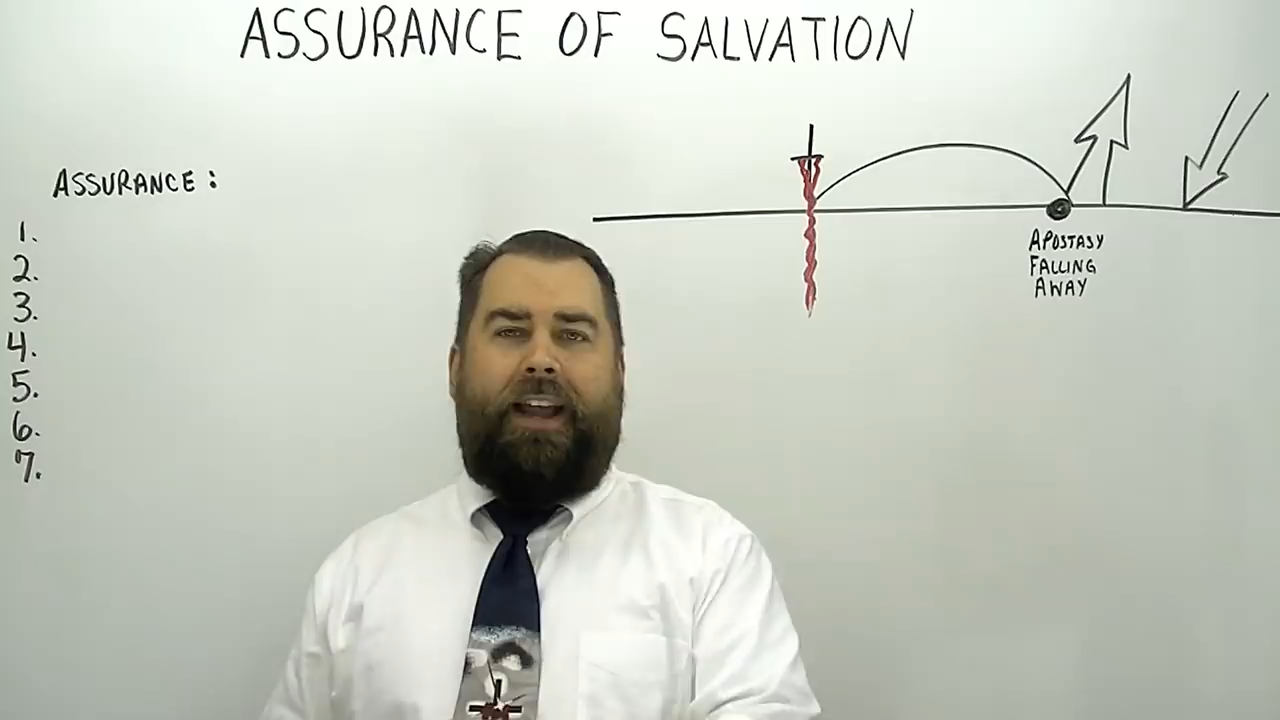 ASSURANCE OF SALVATION
ASSURANCE:
1.
2.
3.
4.
5.
6.
7.
APOSTASY
FALLING
AWAY